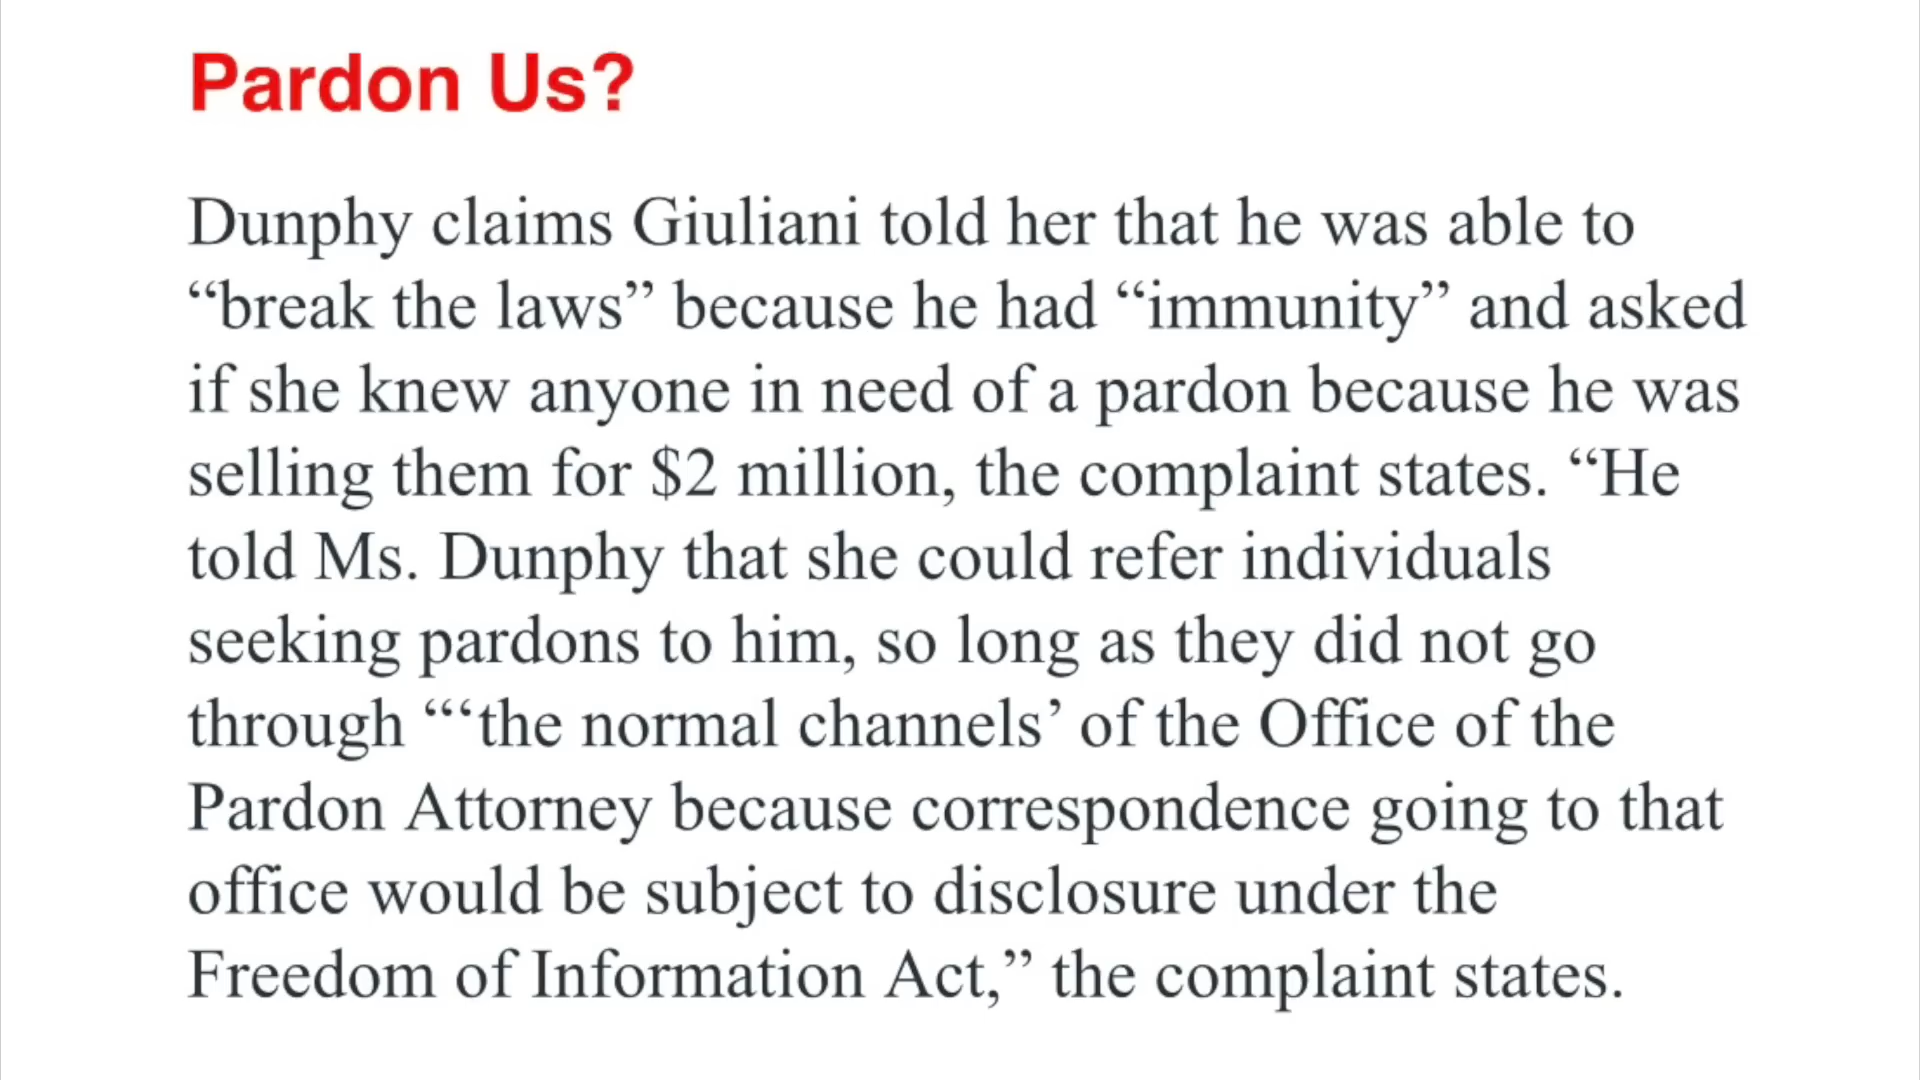 Pardon Us?
Dunphy claims Giuliani told her that he was able to
“break the laws” because he had “immunity” and asked
if she knew anyone in need of a pardon because he was
selling them for $2 million, the complaint states. “He
told Ms. Dunphy that she could refer individuals
seeking pardons to him, so long as they did not go
through “‘the normal channels’ of the Office of the
Pardon Attorney because correspondence going to that
office would be subject to disclosure under the
Freedom of Information Act,” the complaint states.